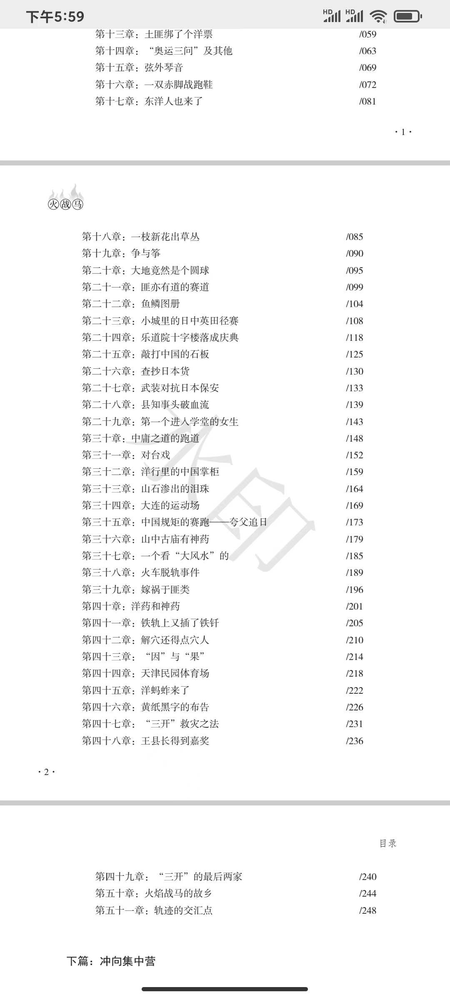 下午5:59
HD HD
第十三章：土匪绑了个洋票 /059
第十四章：“奥运三问”及其他 /063
第十五章：弦外琴音 /069
第十六章：一双赤脚战跑鞋 /072
第十七章：东洋人也来了 /081
·1·
火战马
第十八章：一枝新花出草丛 /085
第十九章：争与筝 /090
第二十章：大地竟然是个圆球 /095
第二十一章：匪亦有道的赛道 /099
第二十二章：鱼鳞图册 /104
第二十三章：小城里的日中英田径赛 /108
第二十四章：乐道院十字楼落成庆典 /118
第二十五章：敲打中国的石板 /125
第二十六章：查抄日本货 /130
第二十七章：武装对抗日本保安 /133
第二十八章：县知事头破血流 /139
第二十九章：第一个进入学堂的女生 /143
第三十章：中庸之道的跑道 /148
第三十一章：对台戏 /152
第三十二章：洋行里的中国掌柜 /159
第三十三章：山石渗出的泪珠 /164
第三十四章：大连的运动场 /169
第三十五章：中国规矩的赛跑——夸父追日 /173
第三十六章：山中古庙有神药 /179
第三十七章：一个看“大风水”的 /185
第三十八章：火车脱轨事件 /189
第三十九章：嫁祸于匪类 /196
第四十章：洋药和神药 /201
第四十一章：铁轨上又插了铁钎 /205
第四十二章：解穴还得点穴人 /210
第四十三章：“因”与“果” /214
第四十四章：天津民园体育场 /218
第四十五章：洋蚂蚱来了 /222
第四十六章：黄纸黑字的布告 /226
第四十七章：“三开”救灾之法 /231
第四十八章：王县长得到嘉奖 /236
水印
·2·
目录
第四十九章：“三开”的最后两家 /240
第五十章：火焰战马的故乡 /244
第五十一章：轨迹的交汇点 /248
下篇：冲向集中营